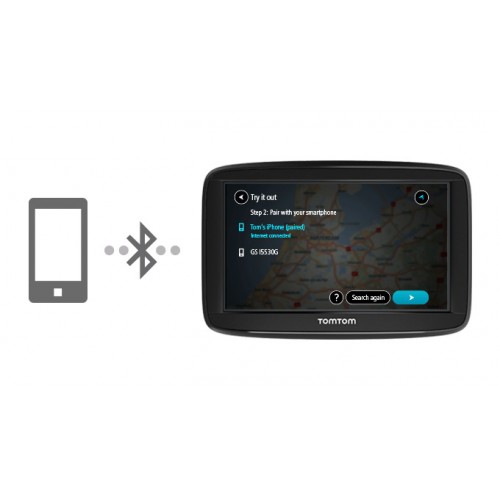 Try it out
Step 2: Pair with your smartphone
Tom's iPhone (paired)
Internet connected
GS I5530G
? Search again
TOMTOM